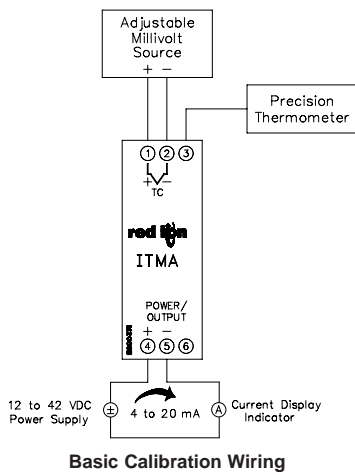 Adjustable
Millivolt
Source
+ −
Precision
Thermometer
1 2 3
+ −
TC
red lion
ITMA
POWER/
OUTPUT
+ −
4 5 6
12 to 42 VDC
Power Supply
±
4 to 20 mA
A
Current Display
Indicator
Basic Calibration Wiring